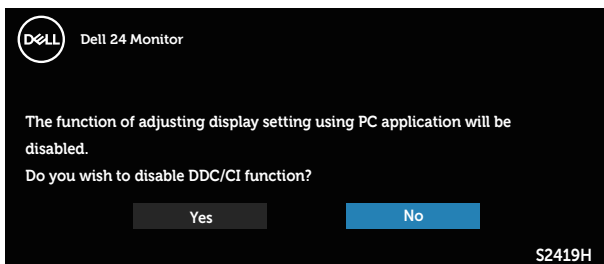 DELL
Dell 24 Monitor
The function of adjusting display setting using PC application will be
disabled.
Do you wish to disable DDC/CI function?
Yes No
S2419H